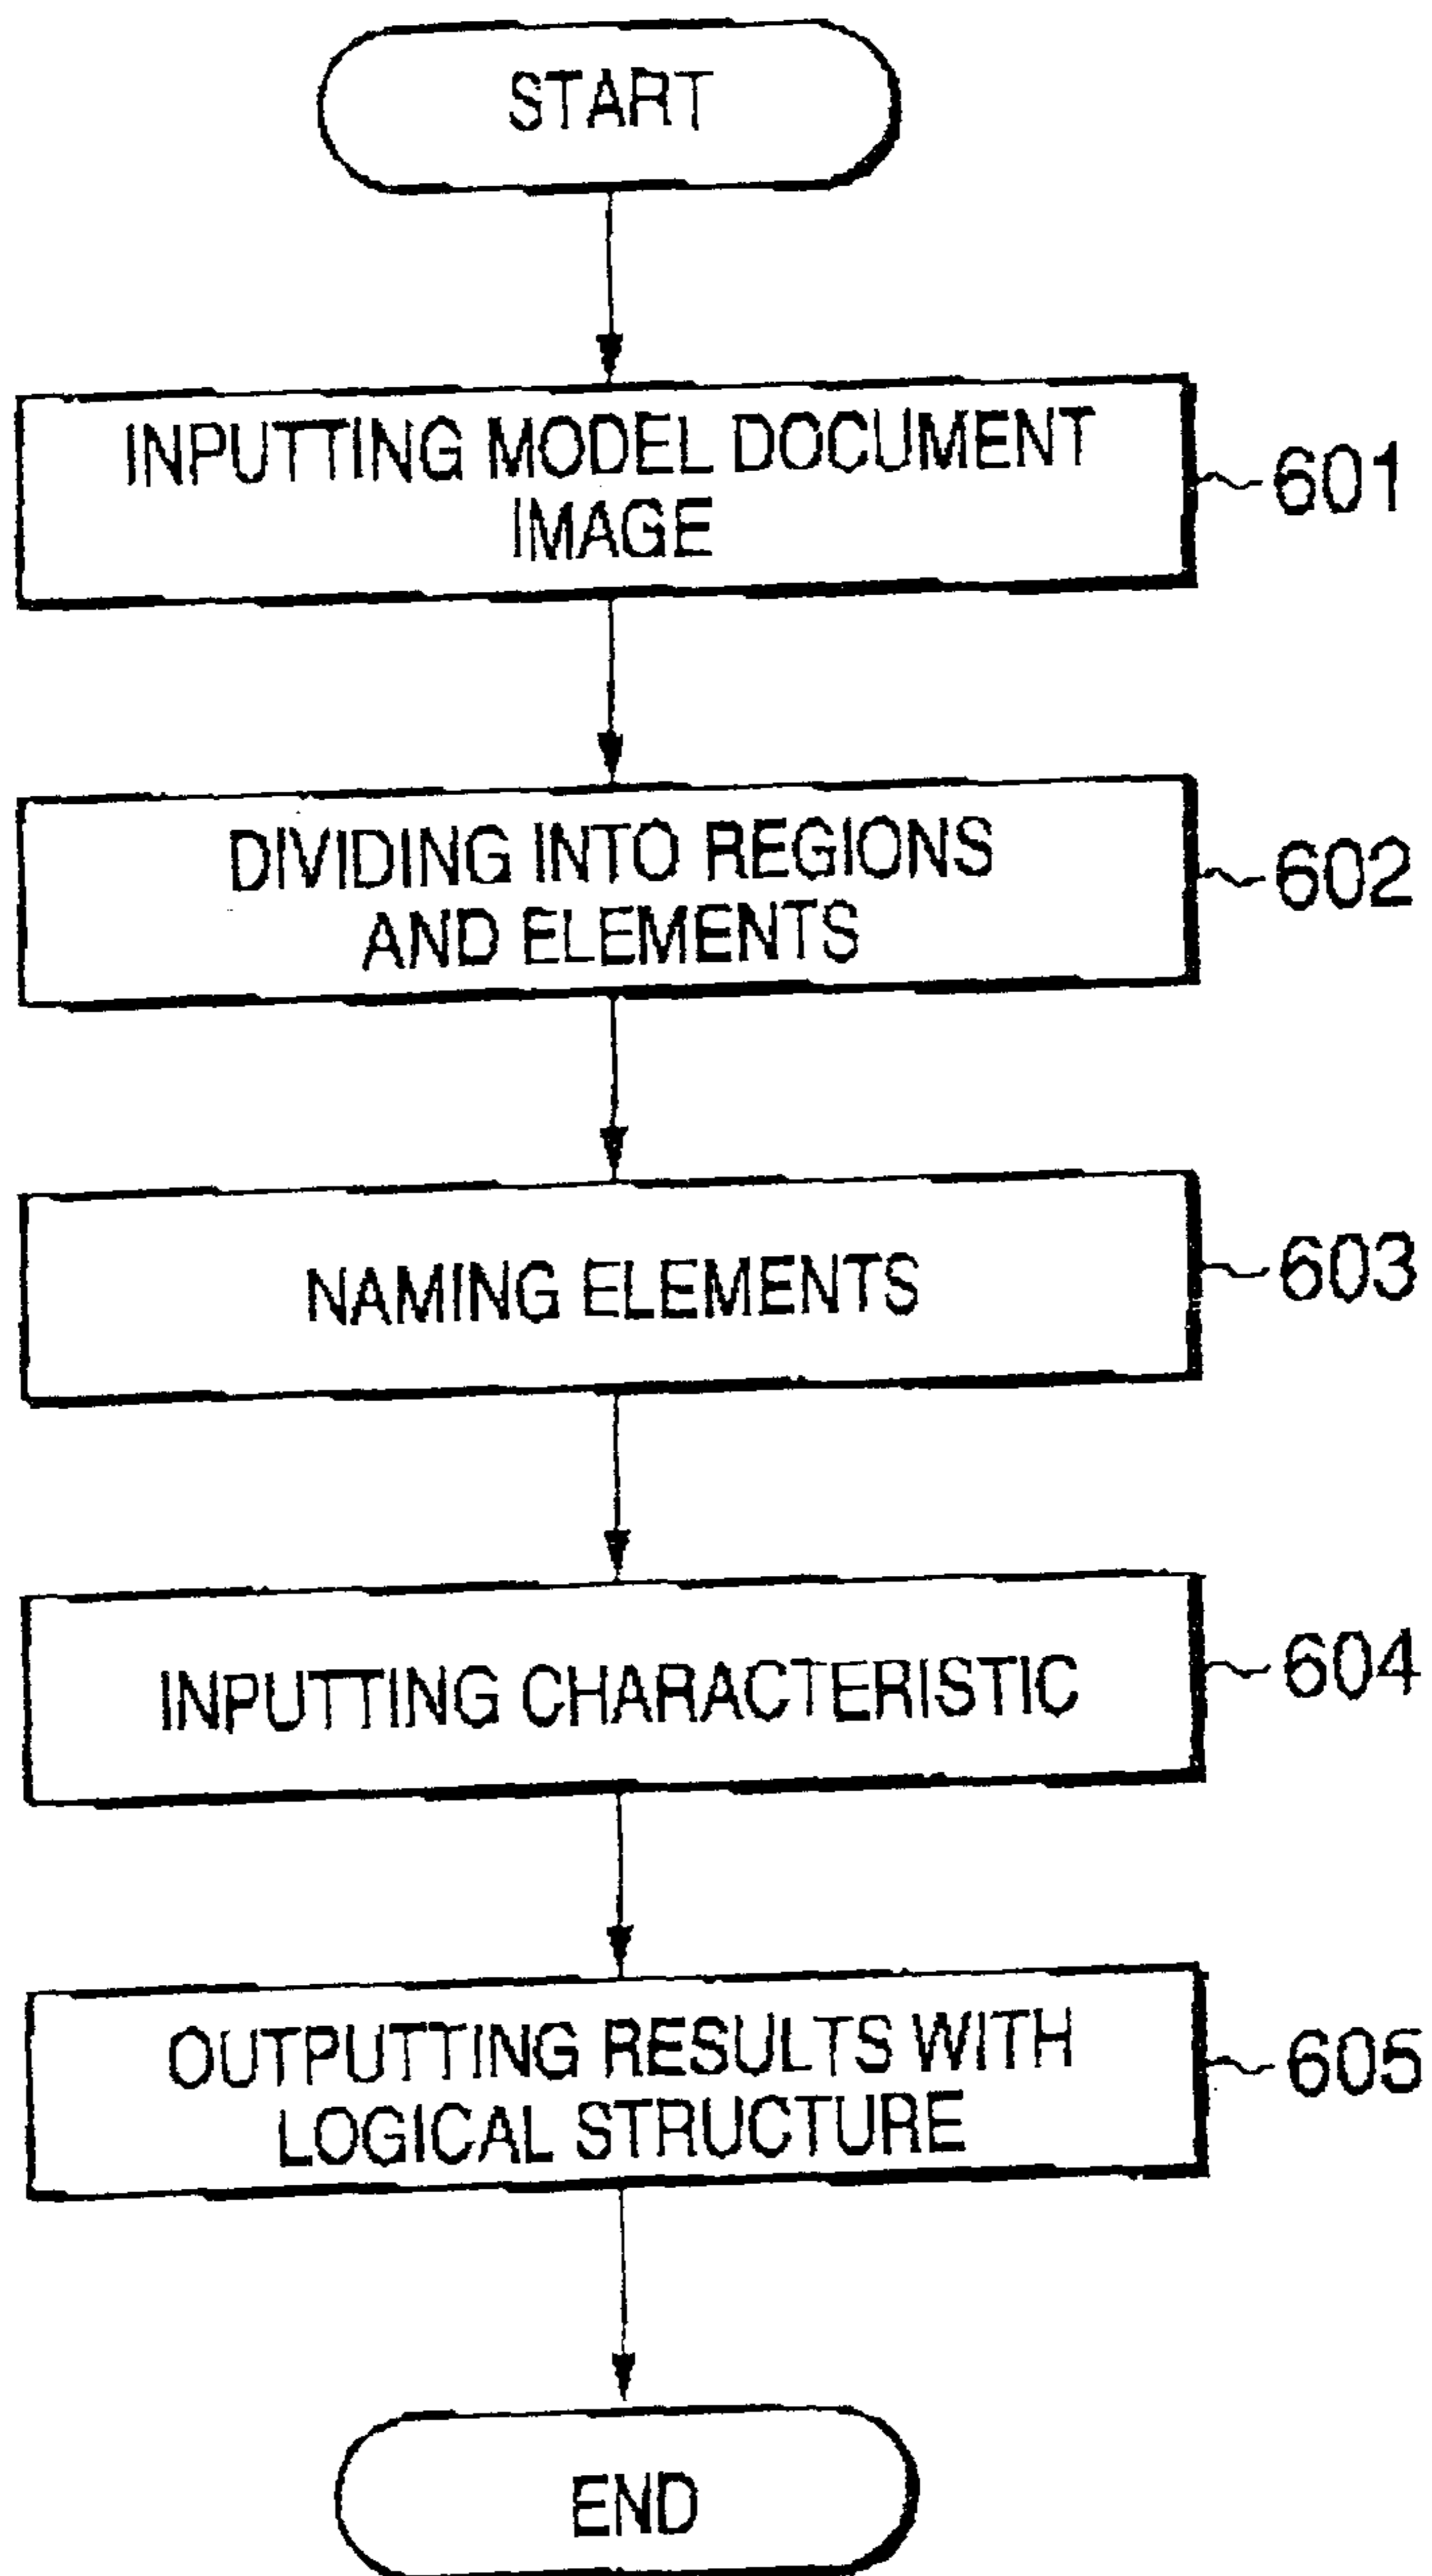 START
INPUTTING MODEL DOCUMENT
IMAGE
601
DIVIDING INTO REGIONS
AND ELEMENTS
602
NAMING ELEMENTS
603
INPUTTING CHARACTERISTIC
604
OUTPUTTING RESULTS WITH
LOGICAL STRUCTURE
605
END